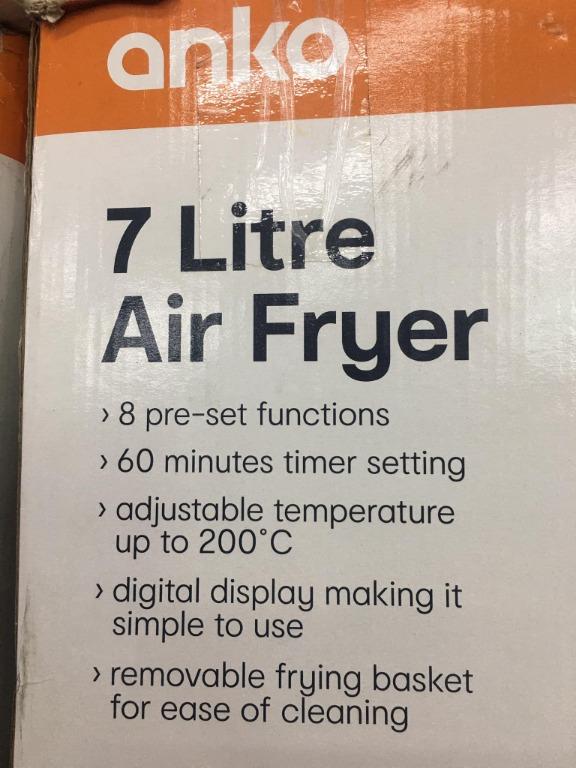 anko
7 Litre
Air Fryer
› 8 pre-set functions
› 60 minutes timer setting
› adjustable temperature
up to 200°C
› digital display making it
simple to use
› removable frying basket
for ease of cleaning